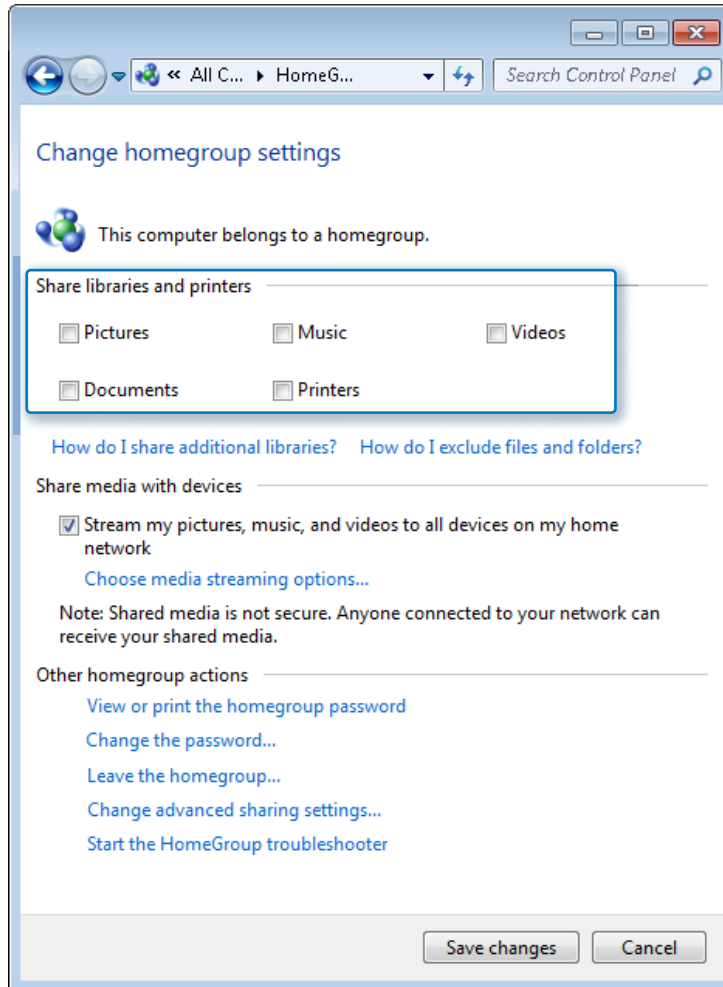 « All C... ▸ HomeG...
Search Control Panel
Change homegroup settings
This computer belongs to a homegroup.
Share libraries and printers
Pictures Music Videos
Documents Printers
How do I share additional libraries? How do I exclude files and folders?
Share media with devices
Stream my pictures, music, and videos to all devices on my home
network
Choose media streaming options...
Note: Shared media is not secure. Anyone connected to your network can
receive your shared media.
Other homegroup actions
View or print the homegroup password
Change the password...
Leave the homegroup...
Change advanced sharing settings...
Start the HomeGroup troubleshooter
Save changes Cancel